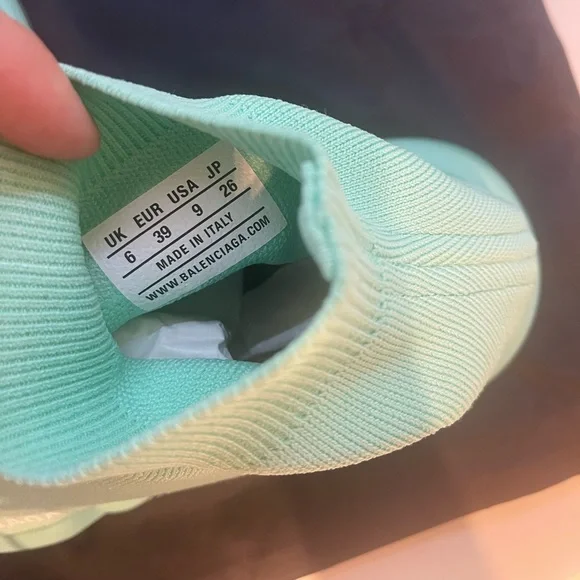 UK EUR USA JP
6 39 9 26
MADE IN ITALY
WWW.BALENCIAGA.COM